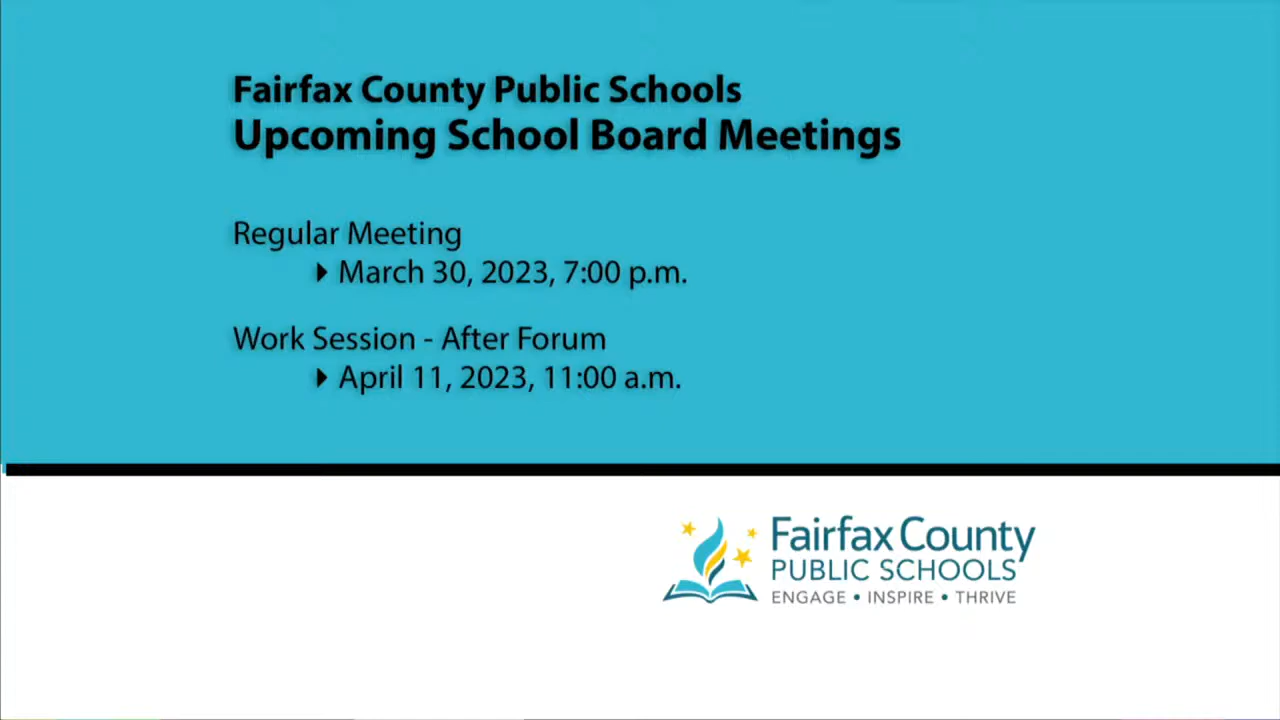 Fairfax County Public Schools
Upcoming School Board Meetings
Regular Meeting
March 30, 2023, 7:00 p.m.
Work Session - After Forum
April 11, 2023, 11:00 a.m.
Fairfax County
PUBLIC SCHOOLS
ENGAGE • INSPIRE • THRIVE